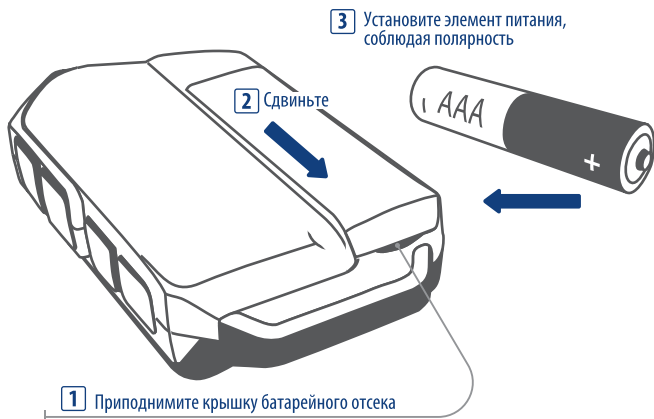 3 Установите элемент питания,
соблюдая полярность
2 Сдвиньте
AAA
+
1 Приподнимите крышку батарейного отсека